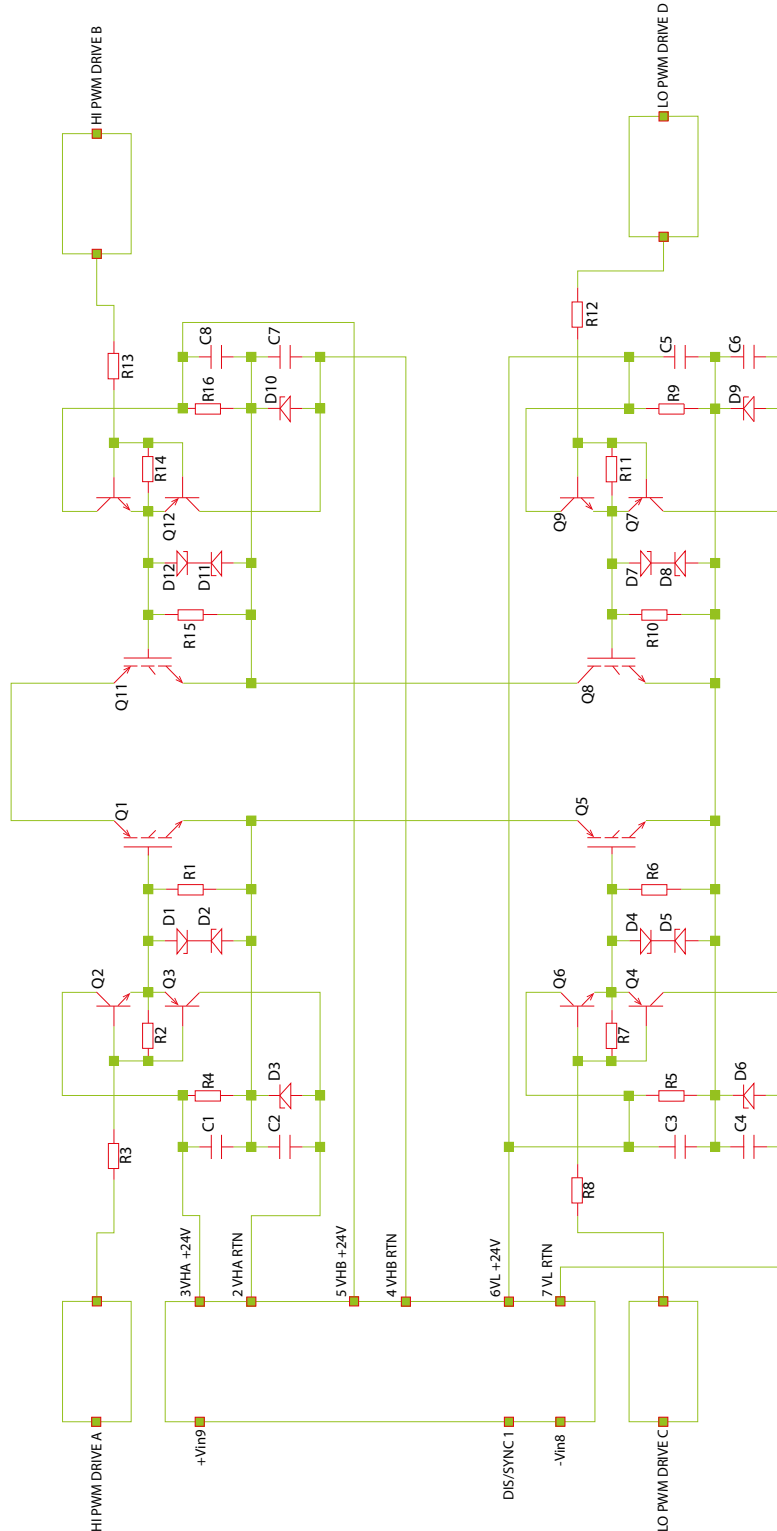 HI PWM DRIVE A
HI PWM DRIVE B
R3
R13
Q2
Q1
Q11
R2
Q3
D1
D2
R1
R15
D12
D11
Q12
R14
R4
C1
C2
D3
R16
C8
D10
C7
+Vin9
DIS/SYNC 1
-Vin8
3VHA +24V
2 VHA RTN
5 VHB +24V
4 VHB RTN
6VL +24V
7 VL RTN
LO PWM DRIVE C
LO PWM DRIVE D
R8
R12
Q6
Q5
Q8
Q9
R7
Q4
D4
D5
R6
R10
D7
D8
Q7
R11
R5
C3
C4
D6
R9
C5
D9
C6